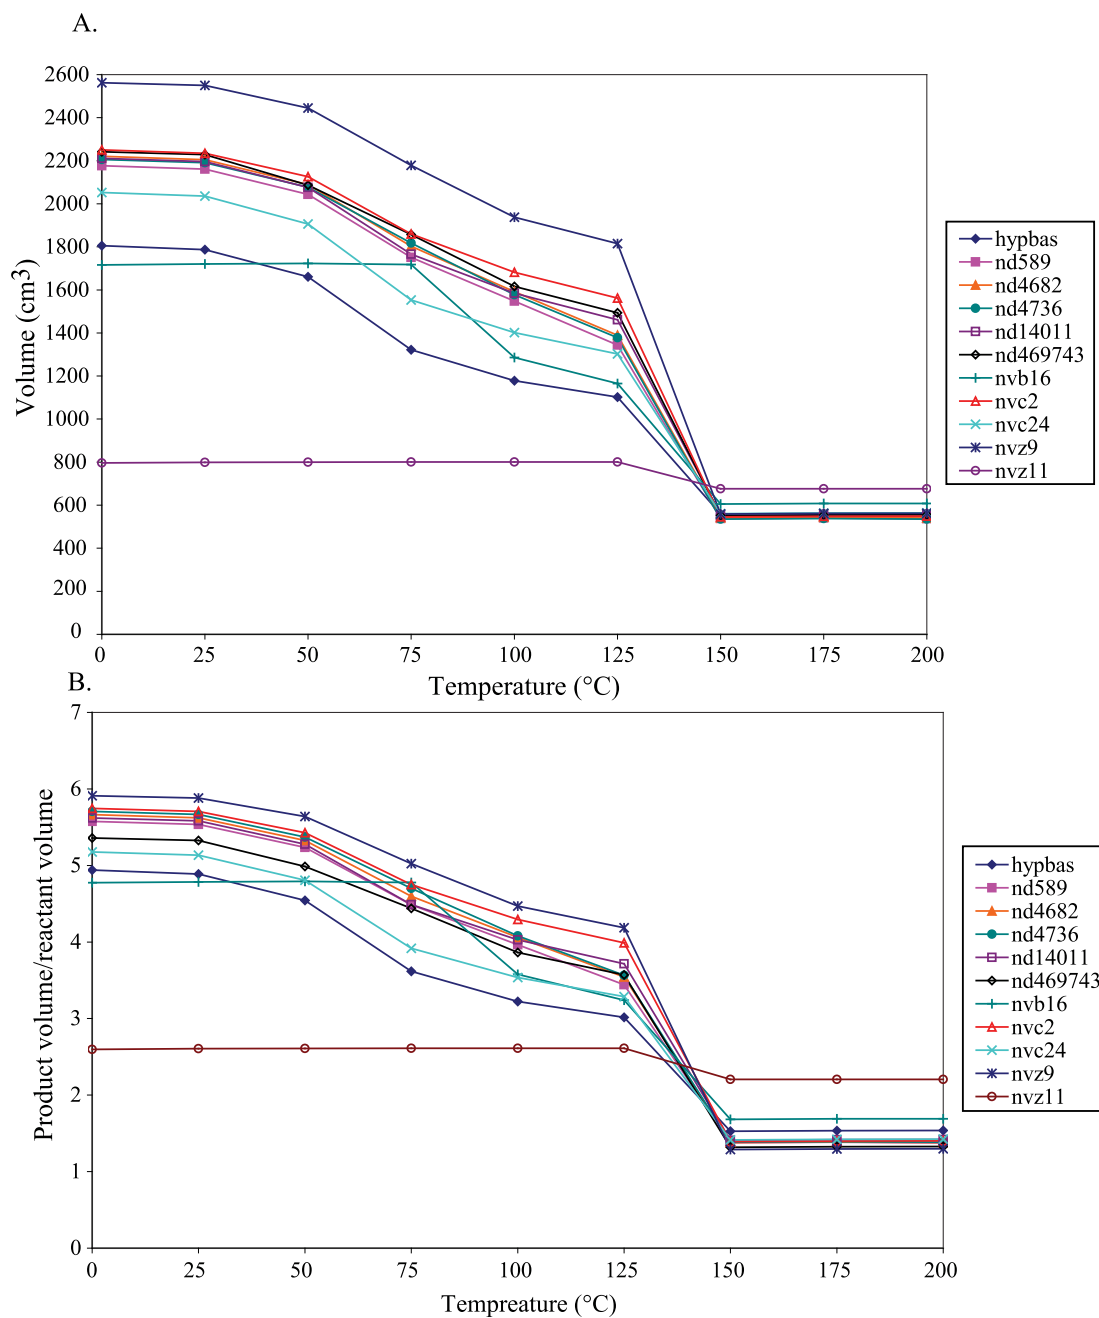 A.
2600
2400
2200
2000
1800
1600
1400
1200
1000
800
600
400
200
0
Volume (cm3)
0 25 50 75 100 125 150 175 200
Temperature (°C)
hypbas
nd589
nd4682
nd4736
nd14011
nd469743
nvb16
nvc2
nvc24
nvz9
nvz11
B.
7
6
5
4
3
2
1
0
Product volume/reactant volume
0 25 50 75 100 125 150 175 200
Tempreature (°C)
hypbas
nd589
nd4682
nd4736
nd14011
nd469743
nvb16
nvc2
nvc24
nvz9
nvz11